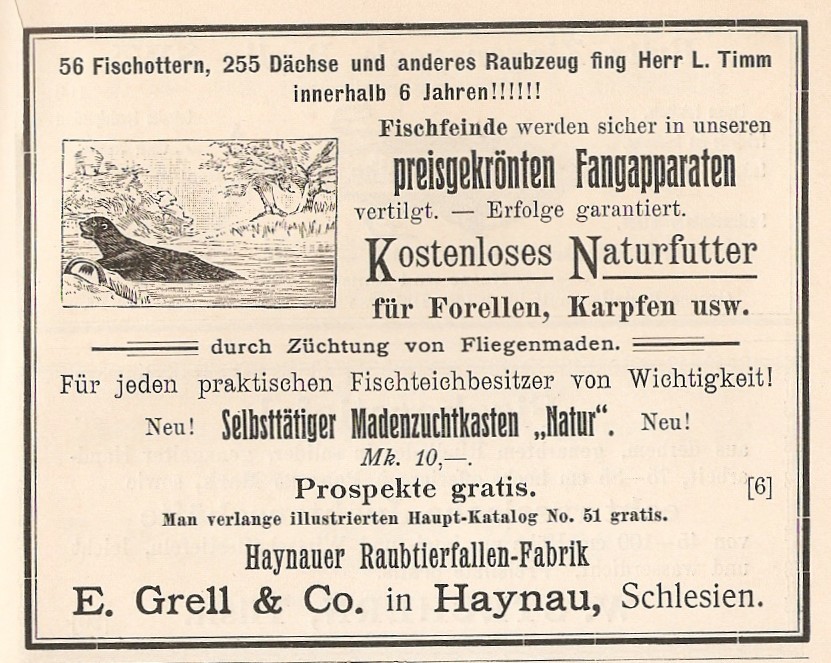 56 Fischottern, 255 Dächse und anderes Raubzeug fing Herr L. Timm
innerhalb 6 Jahren!!!!!!
Fischfeinde werden sicher in unseren
preisgekrönten Fangapparaten
vertilgt. — Erfolge garantiert.
Kostenloses Naturfutter
für Forellen, Karpfen usw.
durch Züchtung von Fliegenmaden.
Für jeden praktischen Fischteichbesitzer von Wichtigkeit!
Neu! Selbsttätiger Madenzuchtkasten „Natur“. Neu!
Mk. 10,—.
Prospekte gratis. [6]
Man verlange illustrierten Haupt-Katalog No. 51 gratis.
Haynauer Raubtierfallen-Fabrik
E. Grell & Co. in Haynau, Schlesien.